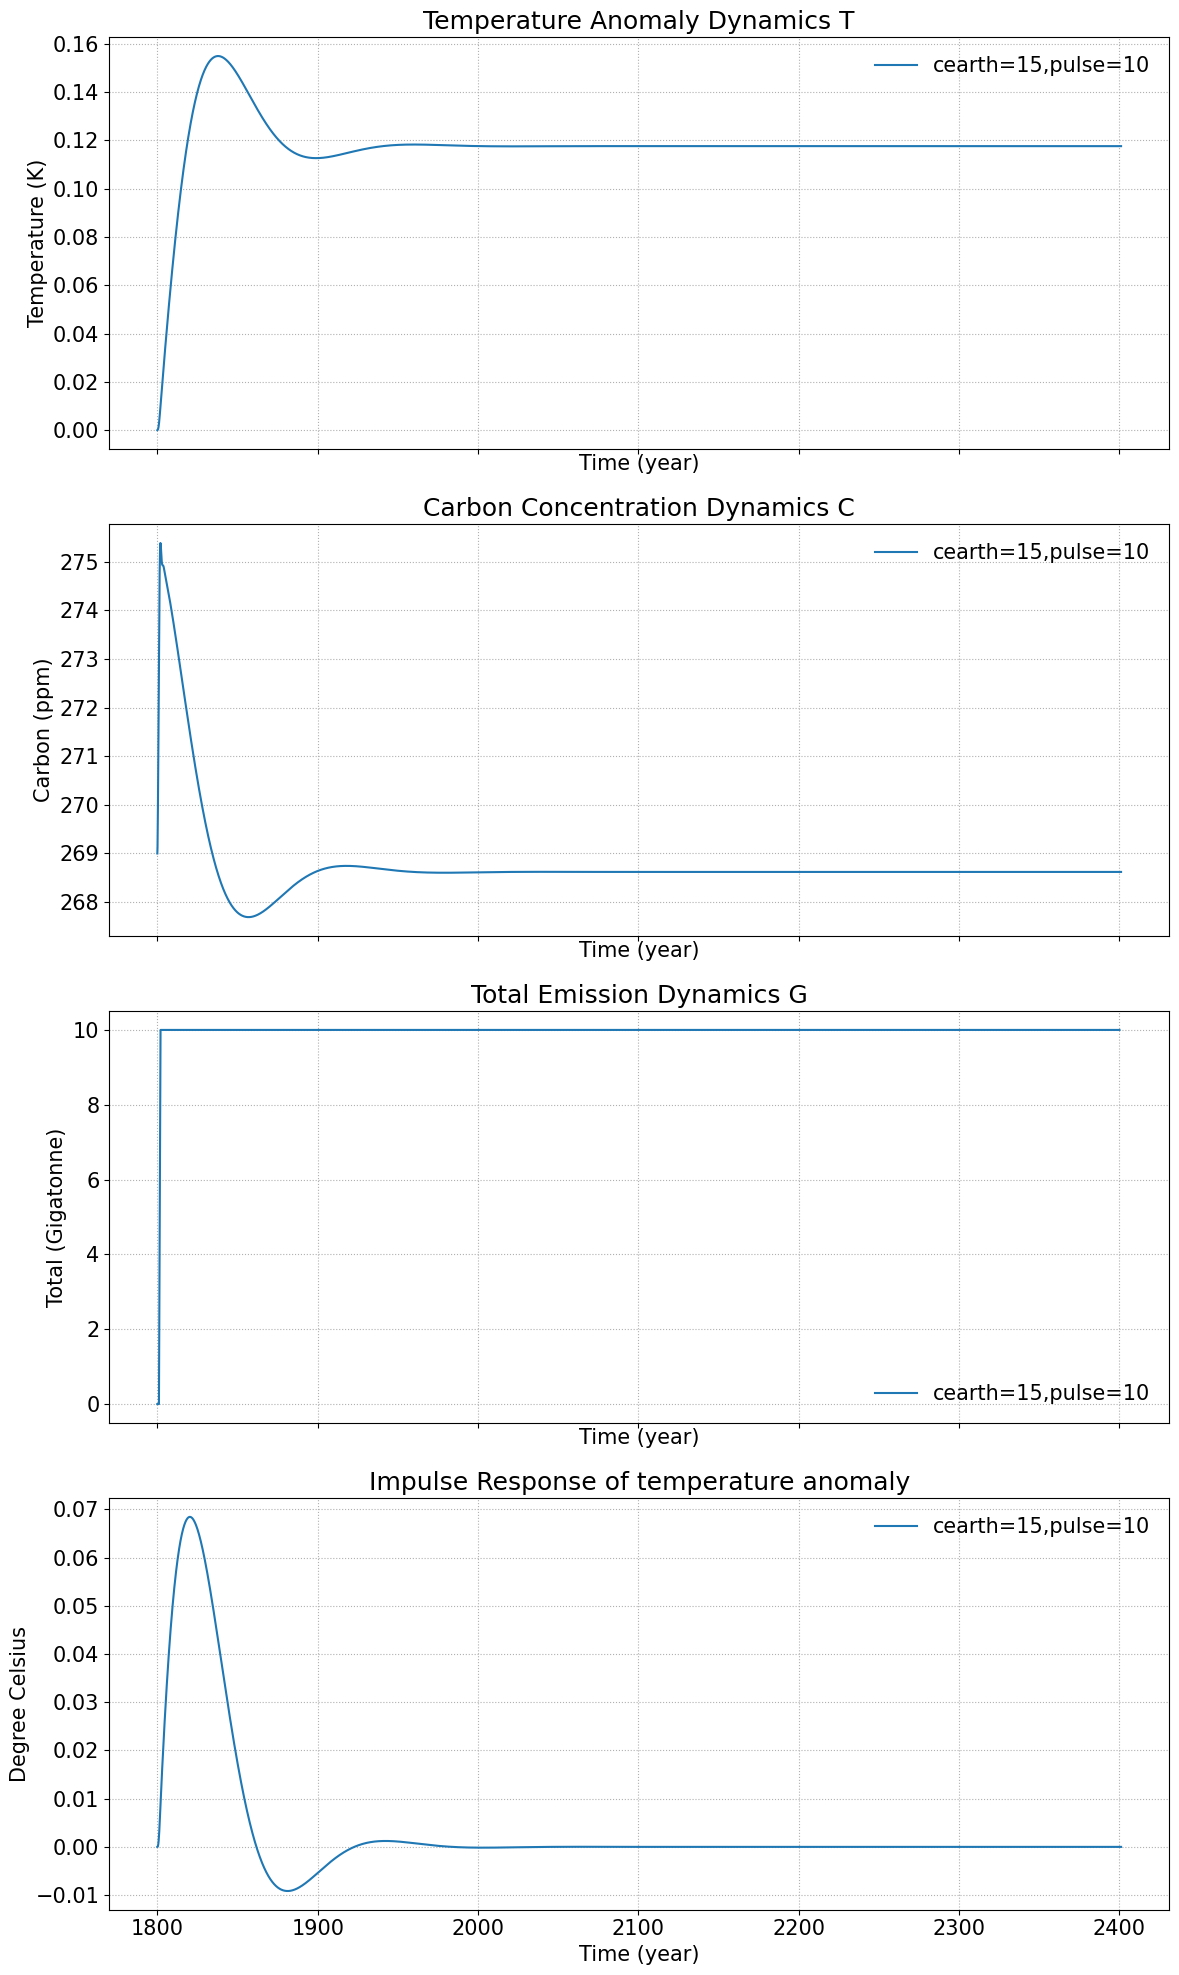 Temperature Anomaly Dynamics T
cearth=15,pulse=10
Temperature (K)
0.16
0.14
0.12
0.10
0.08
0.06
0.04
0.02
0.00
Time (year)
Carbon Concentration Dynamics C
cearth=15,pulse=10
Carbon (ppm)
275
274
273
272
271
270
269
268
Time (year)
Total Emission Dynamics G
Total (Gigatonne)
10
8
6
4
2
0
cearth=15,pulse=10
Time (year)
Impulse Response of temperature anomaly
cearth=15,pulse=10
Degree Celsius
0.07
0.06
0.05
0.04
0.03
0.02
0.01
0.00
−0.01
1800 1900 2000 2100 2200 2300 2400
Time (year)